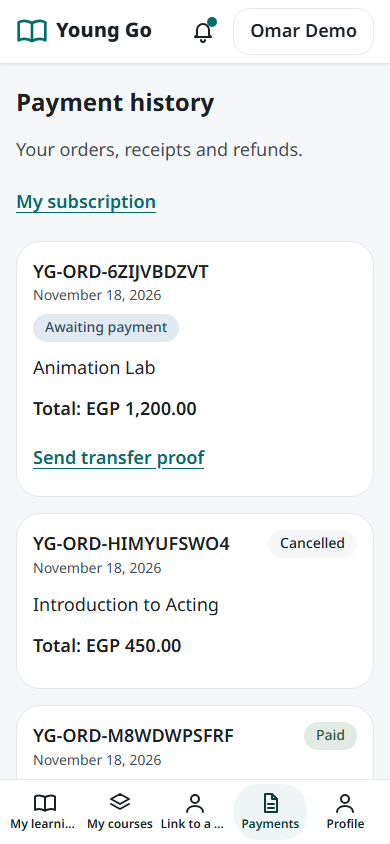 Young Go
Omar Demo
Payment history
Your orders, receipts and refunds.
My subscription
YG-ORD-6ZIJVBDZVT
November 18, 2026
Awaiting payment
Animation Lab
Total: EGP 1,200.00
Send transfer proof
YG-ORD-HIMYUFSWO4
Cancelled
November 18, 2026
Introduction to Acting
Total: EGP 450.00
YG-ORD-M8WDWPSFRF
Paid
November 18, 2026
My learni...
My courses
Link to a ...
Payments
Profile